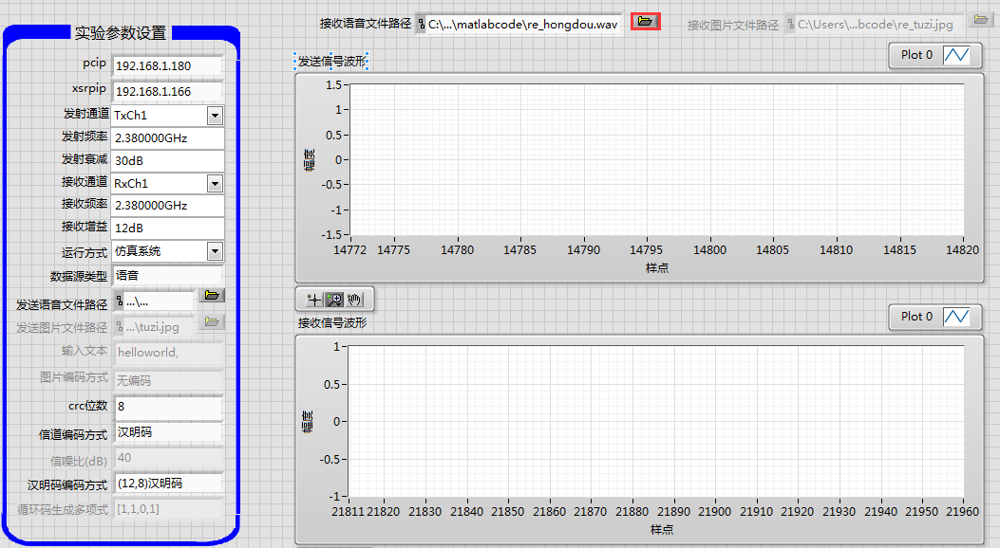 实验参数设置
pcip 192.168.1.180
xsrpip 192.168.1.166
发射通道 TxCh1
发射频率 2.380000GHz
发射衰减 30dB
接收通道 RxCh1
接收频率 2.380000GHz
接收增益 12dB
运行方式 仿真系统
数据源类型 语音
发送语音文件路径 ...\...
发送图片文件路径 ...\tuzi.jpg
输入文本 helloworld,
图片编码方式 无编码
crc位数 8
信道编码方式 汉明码
信噪比(dB) 40
汉明码编码方式 (12,8)汉明码
循环码生成多项式 [1,1,0,1]
接收语音文件路径 C:\...\matlabcode\re_hongdou.wav
接收图片文件路径 C:\Users\...bcode\re_tuzi.jpg
发送信号波形
Plot 0
幅度
1.5
1
0.5
0
-0.5
-1
-1.5
14772 14775 14780 14785 14790 14795 14800 14805 14810 14815 14820
样点
接收信号波形
Plot 0
幅度
1
0.5
0
-0.5
-1
21811 21820 21830 21840 21850 21860 21870 21880 21890 21900 21910 21920 21930 21940 21950 21960
样点